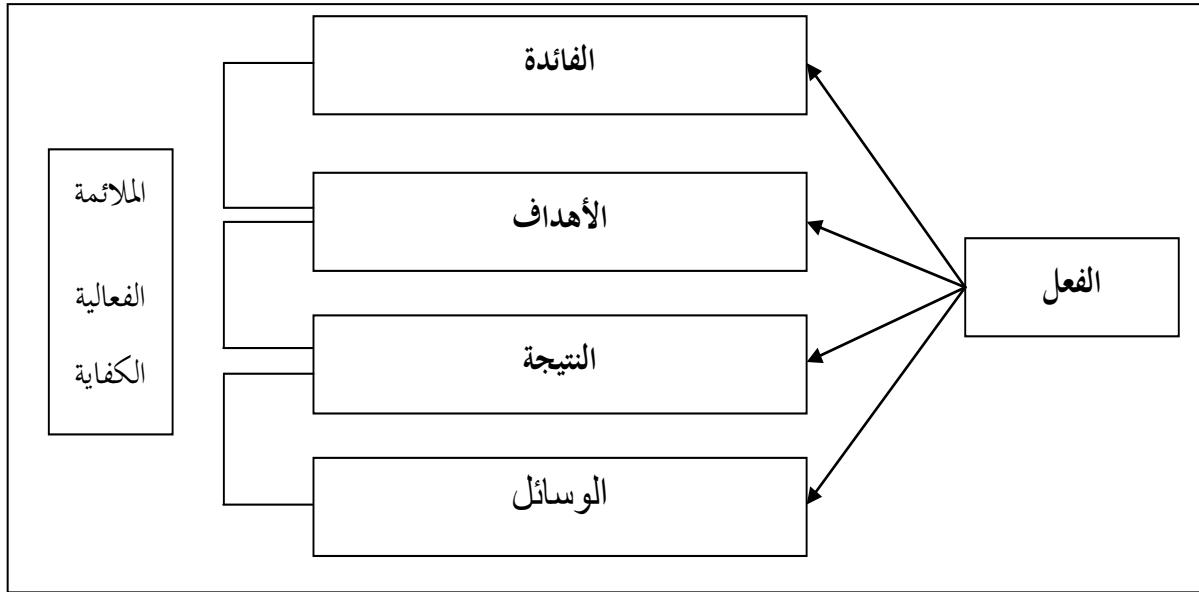 الفائدة
الملائمة
الأهداف
الفعل
الفعالية
النتيجة
الكفاية
الوسائل